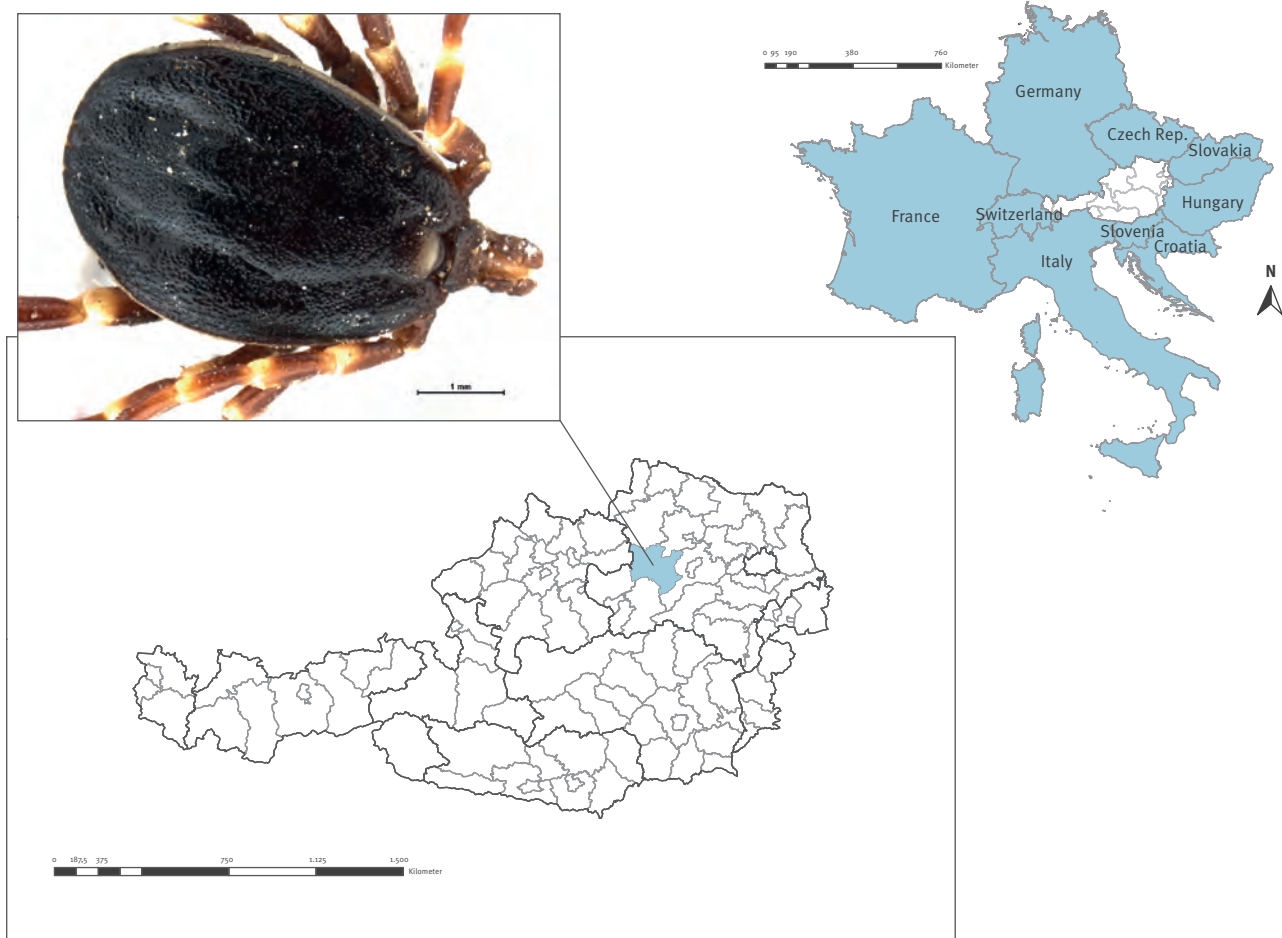 0 95 190 380 760
Kilometer
Germany
Czech Rep.
Slovakia
France
Switzerland
Hungary
Slovenia
Croatia
Italy
N
1 mm
0 187,5 375 750 1.125 1.500
Kilometer